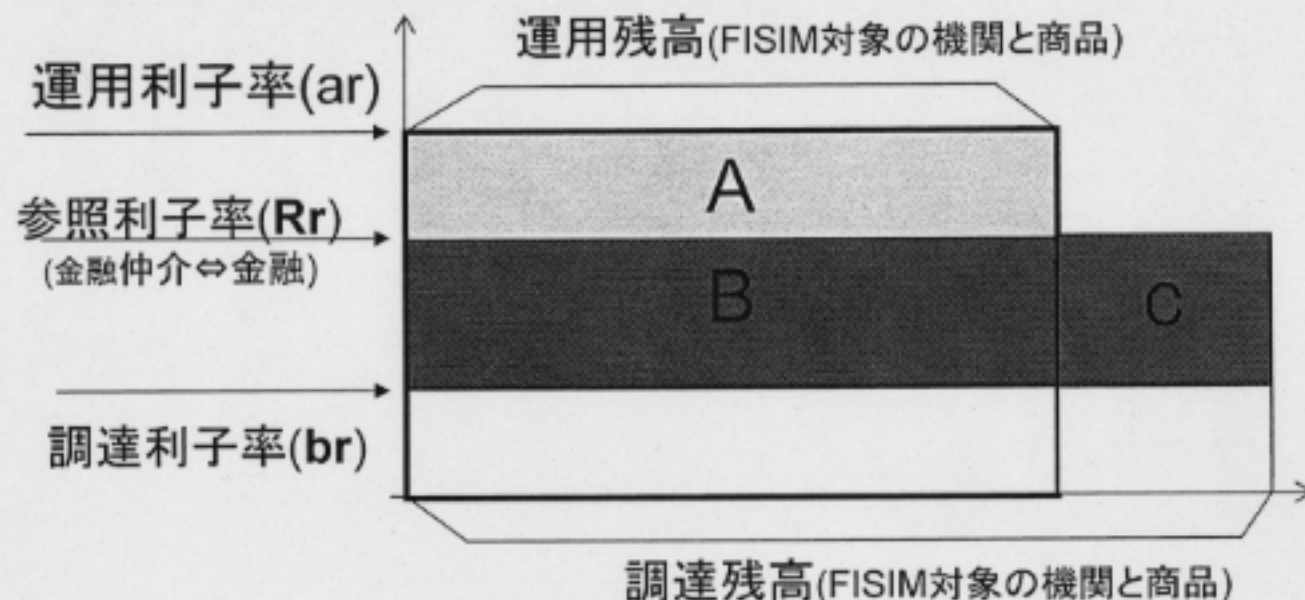 運用残高(FISIM対象の機関と商品)
運用利子率(ar)
A
参照利子率(Rr)
(金融仲介⇔金融)
B
C
調達利子率(br)
調達残高(FISIM対象の機関と商品)